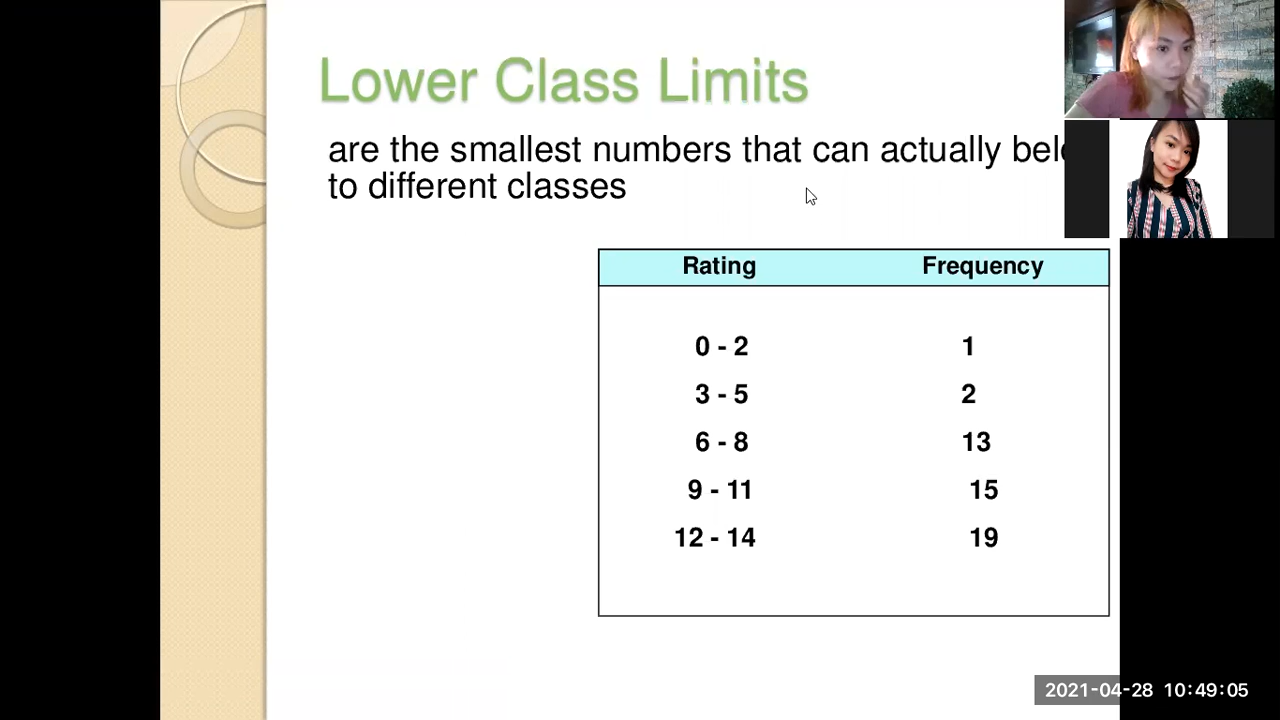 Lower Class Limits
are the smallest numbers that can actually
to different classes
Rating Frequency
0 - 2 1
3 - 5 2
6 - 8 13
9 - 11 15
12 - 14 19
2021-04-28 10:49:05